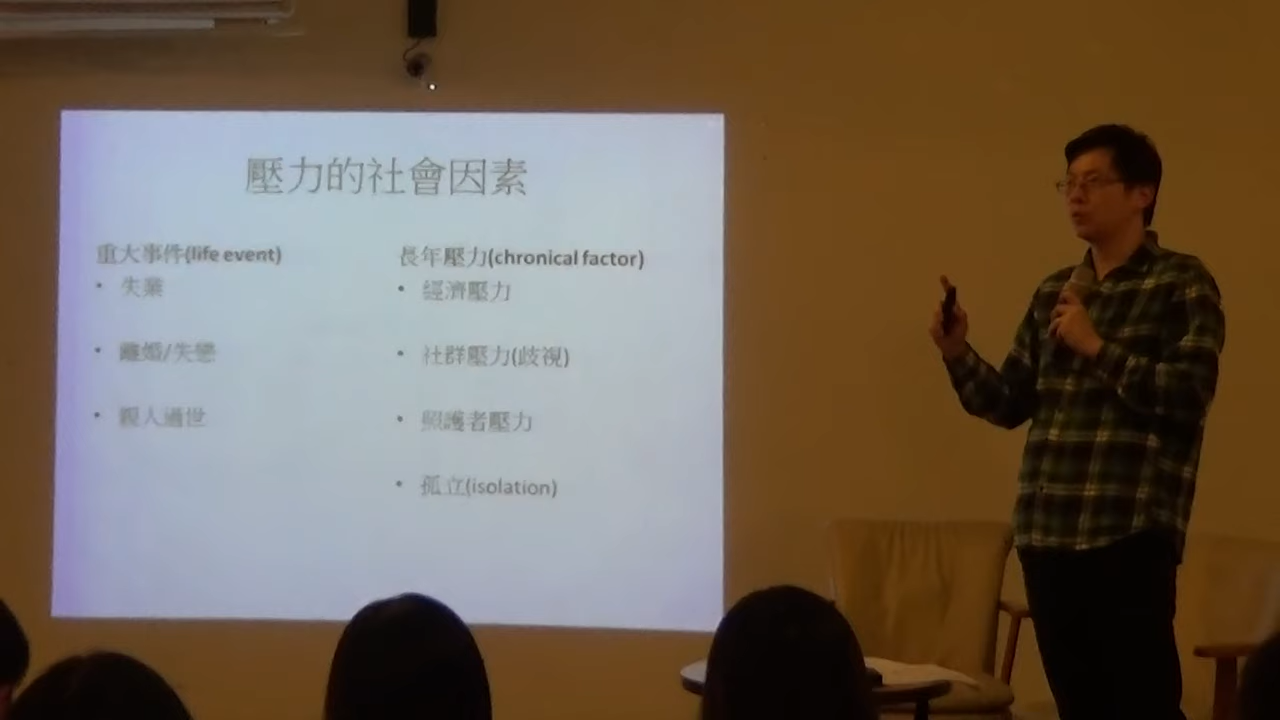 壓力的社會因素
重大事件(life event)
• 失業
• 離婚/失戀
• 親人過世
長年壓力(chronical factor)
• 經濟壓力
• 社群壓力(歧視)
• 照護者壓力
• 孤立(isolation)